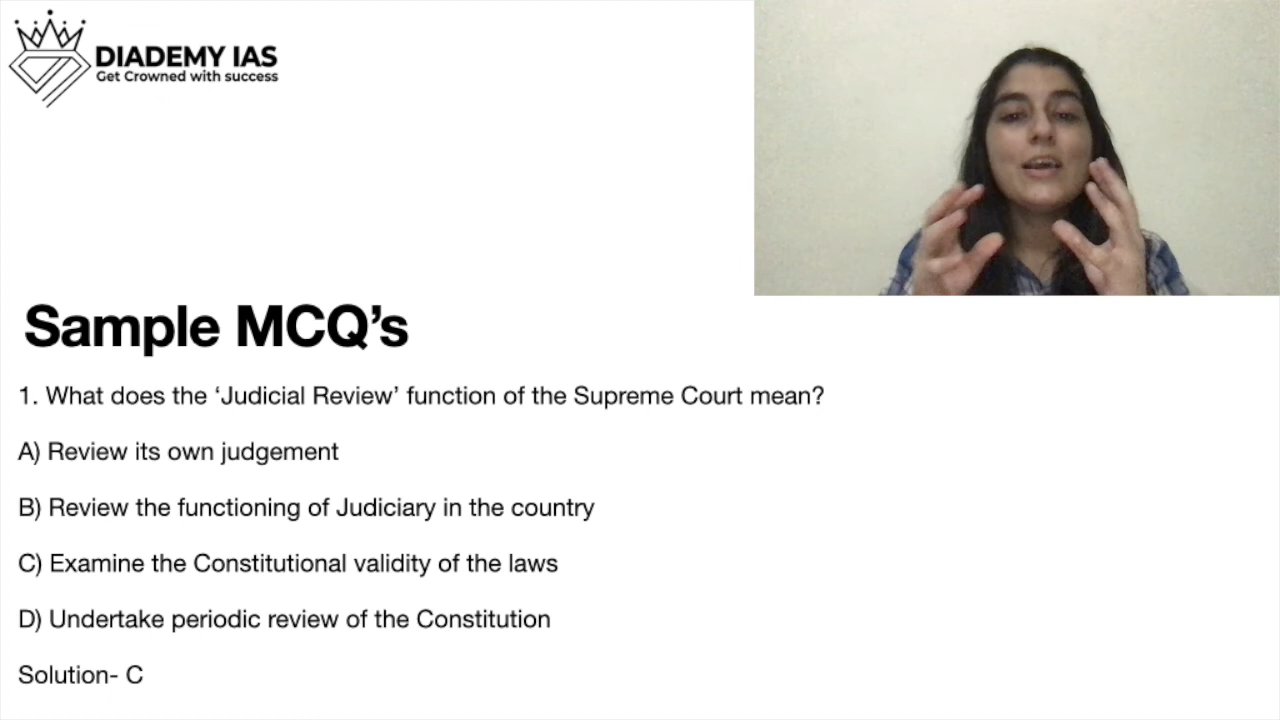 DIADEMY IAS
Get Crowned with success
Sample MCQ’s
1. What does the ‘Judicial Review’ function of the Supreme Court mean?
A) Review its own judgement
B) Review the functioning of Judiciary in the country
C) Examine the Constitutional validity of the laws
D) Undertake periodic review of the Constitution
Solution- C